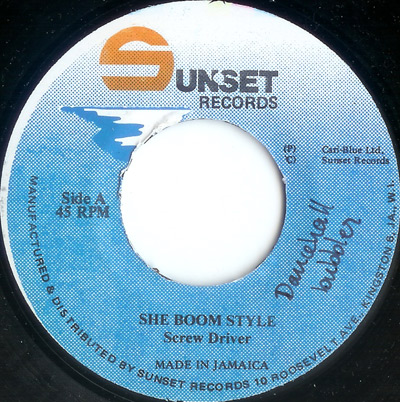 SUNSET
RECORDS
(P) Cari-Blue Ltd,
(C) Sunset Records
Side A
45 RPM
Dancehall
bubbler
SHE BOOM STYLE
Screw Driver
MADE IN JAMAICA
MANUFACTURED & DISTRIBUTED BY SUNSET RECORDS 10 ROOSEVELT AVE., KINGSTON 6, JA. W.I.